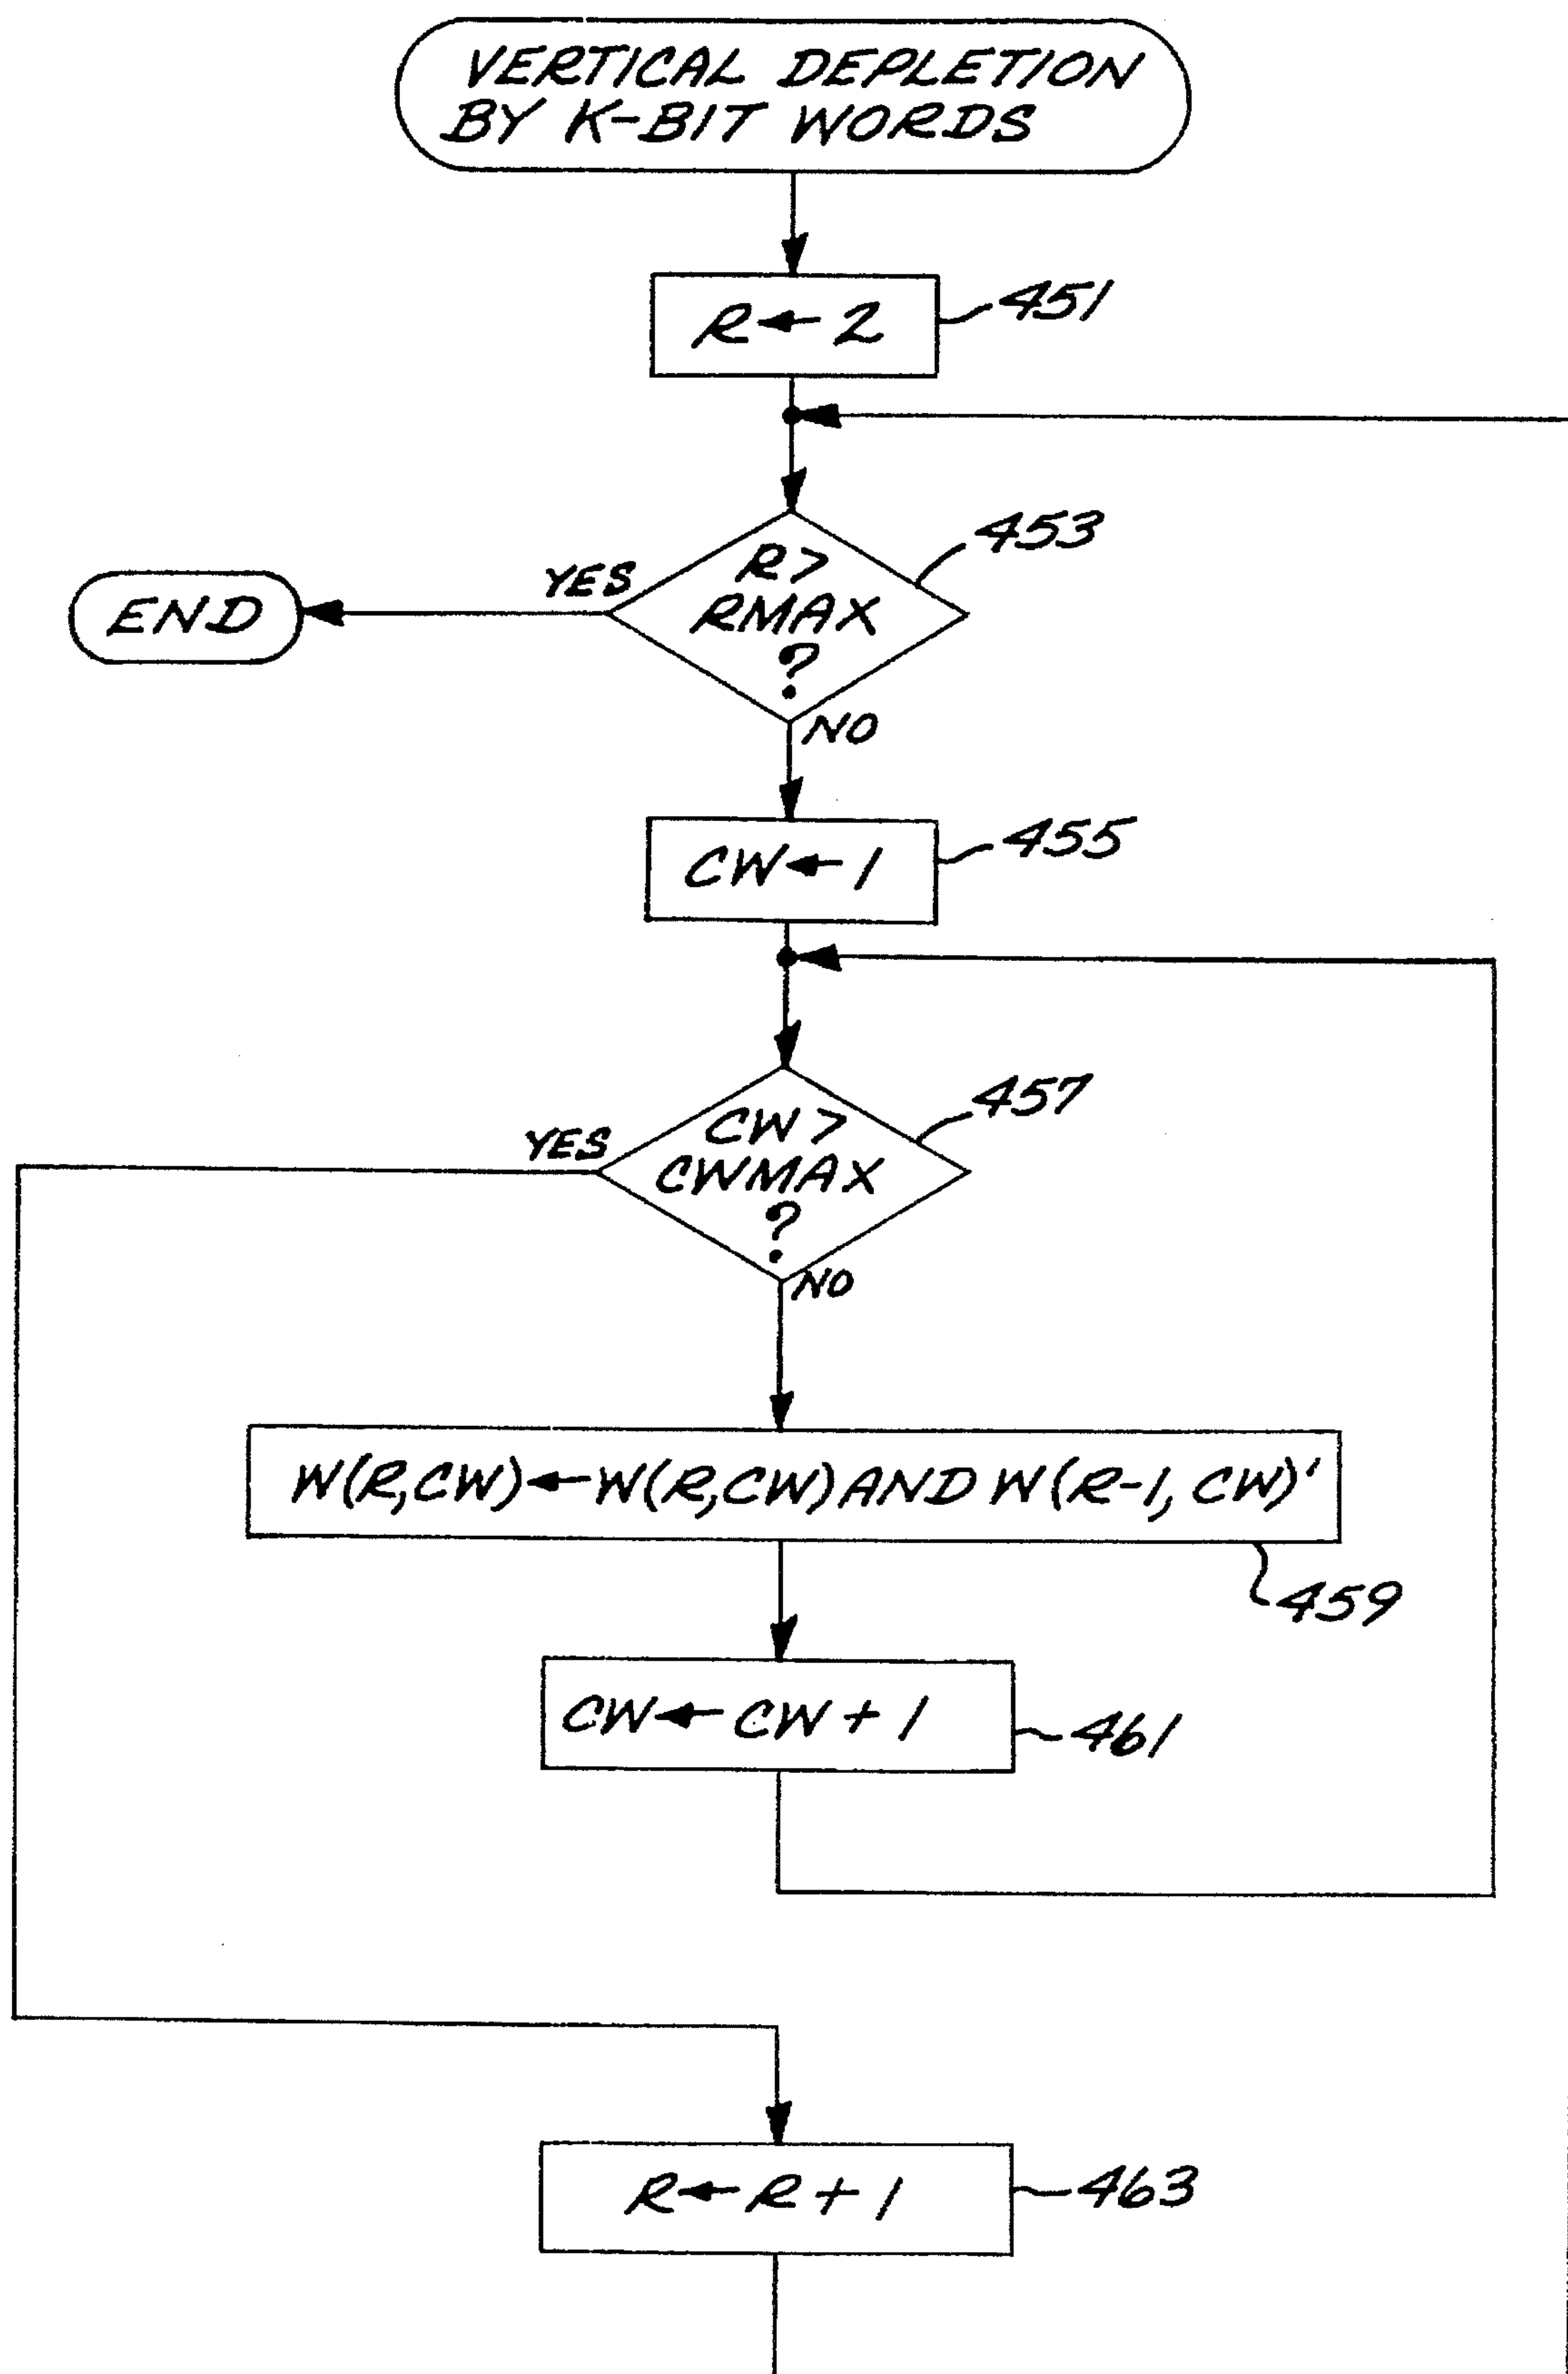 VERTICAL DEPLETION
BY K-BIT WORDS
R←2
451
R>
RMAX
?
453
YES
END
NO
CW←1
455
CW>
CWMAX
?
457
YES
NO
W(R,CW)←W(R,CW) AND W(R-1, CW)'
459
CW←CW+1
461
R←R+1
463